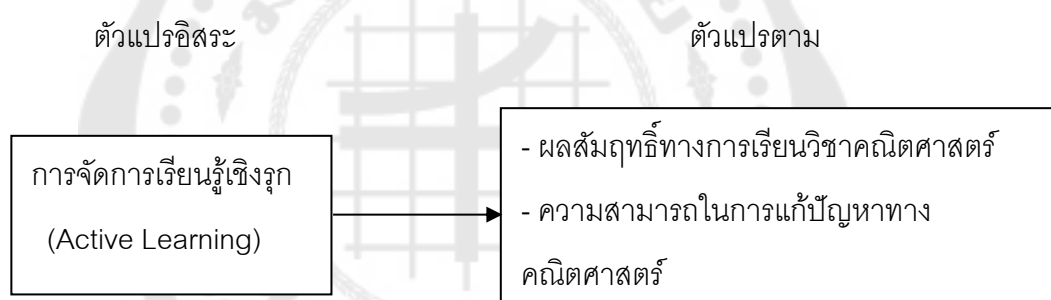 ตัวแปรอิสระ
ตัวแปรตาม
การจัดการเรียนรู้เชิงรุก
(Active Learning)
- ผลสัมฤทธิ์ทางการเรียนวิชาคณิตศาสตร์
- ความสามารถในการแก้ปัญหาทาง
คณิตศาสตร์